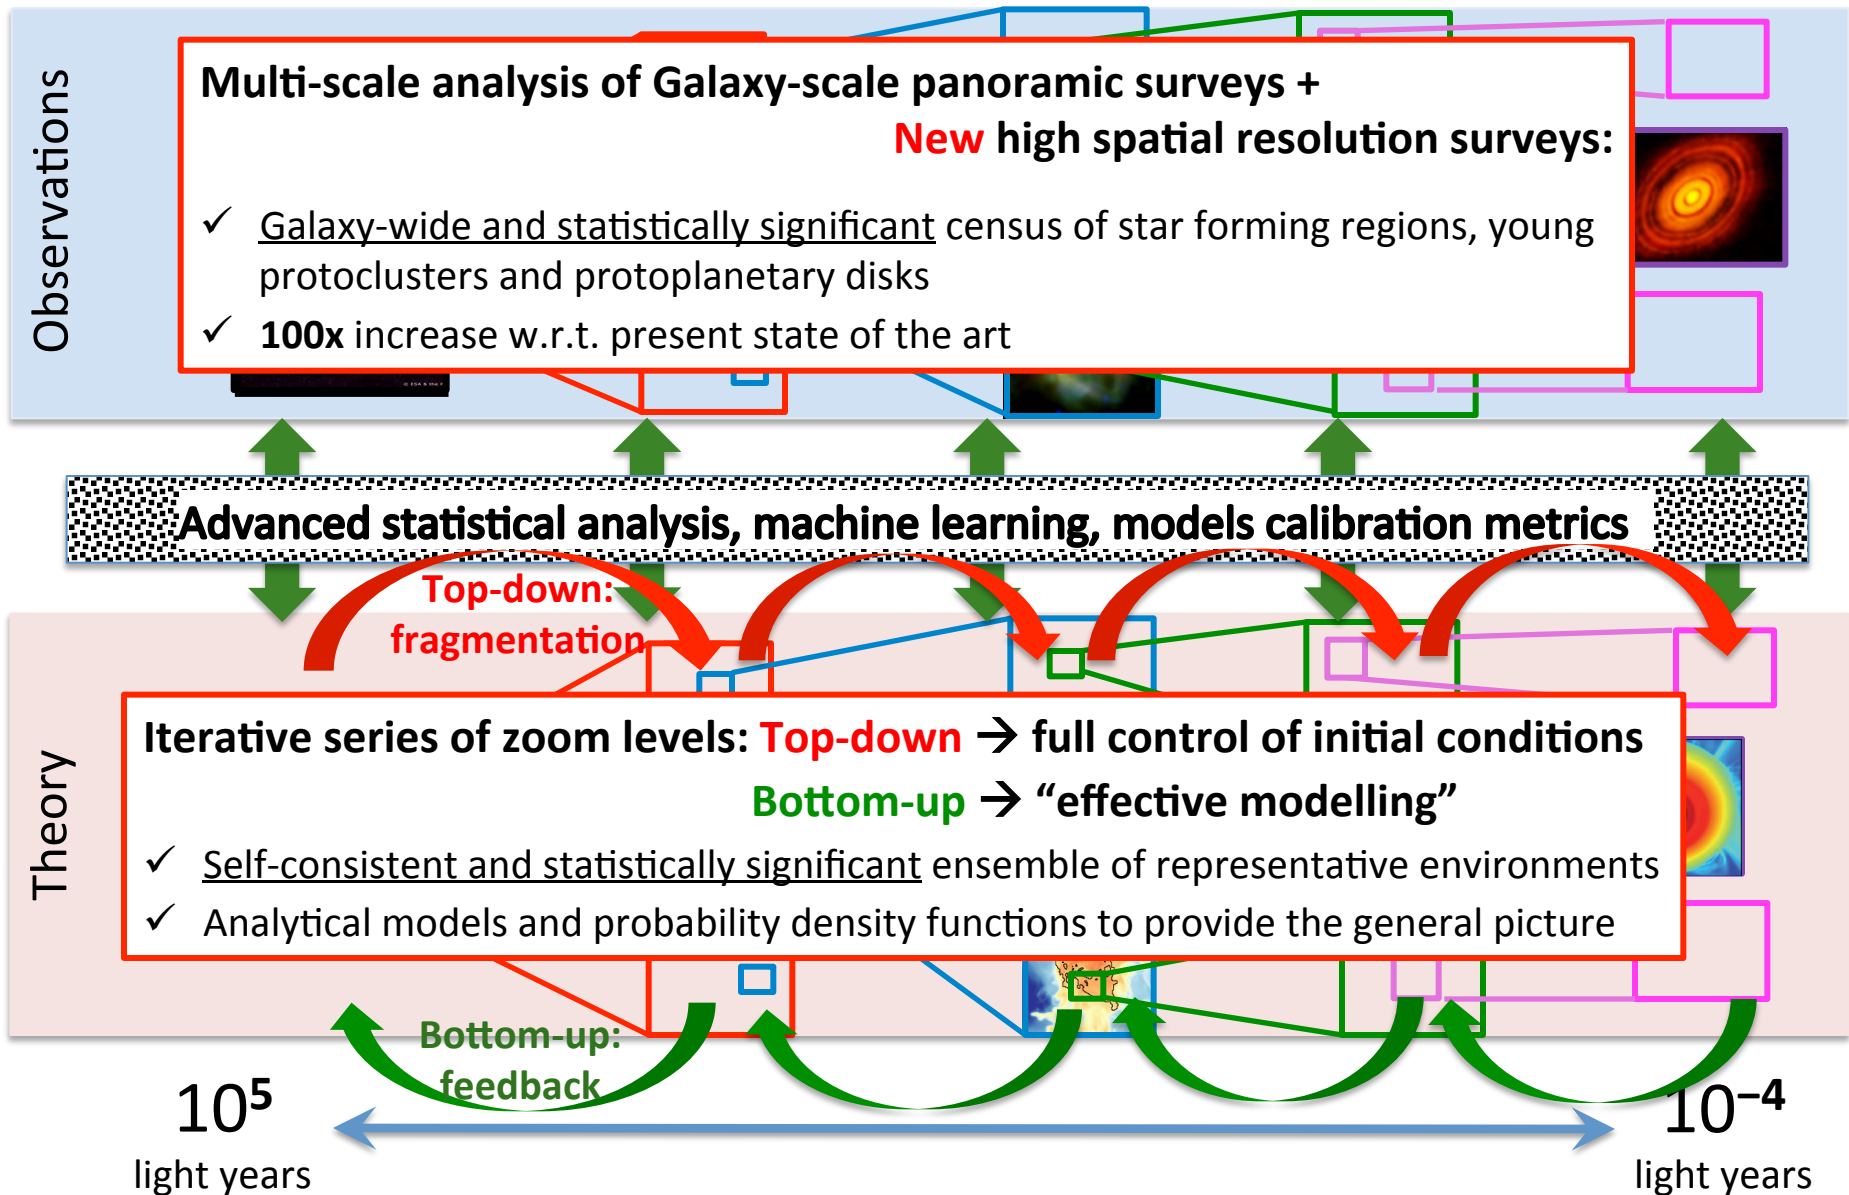 Observations
Multi-scale analysis of Galaxy-scale panoramic surveys +
New high spatial resolution surveys:
✓ Galaxy-wide and statistically significant census of star forming regions, young
protoclusters and protoplanetary disks
✓ 100x increase w.r.t. present state of the art
© ESA & the
Advanced statistical analysis, machine learning, models calibration metrics
Top-down:
fragmentation
Theory
Iterative series of zoom levels: Top-down → full control of initial conditions
Bottom-up → “effective modelling”
✓ Self-consistent and statistically significant ensemble of representative environments
✓ Analytical models and probability density functions to provide the general picture
Bottom-up:
feedback
10⁵
light years
10⁻⁴
light years